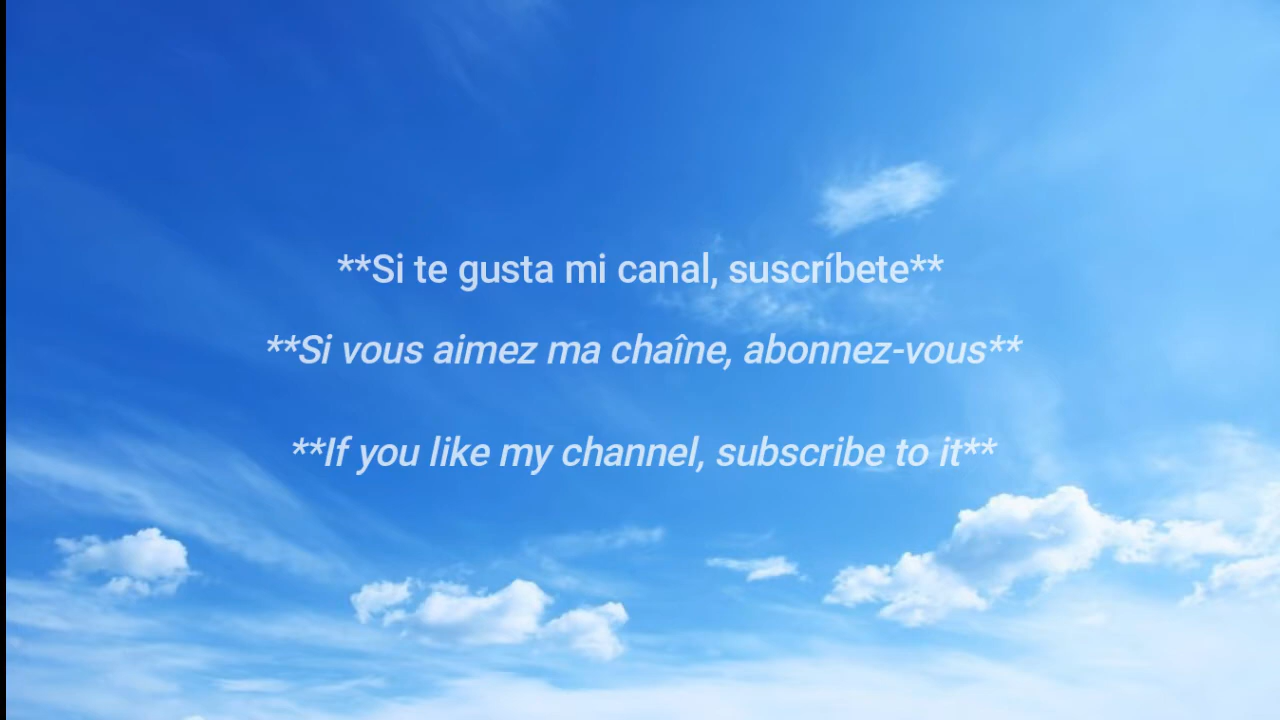 **Si te gusta mi canal, suscríbete**
**Si vous aimez ma chaîne, abonnez-vous**
**If you like my channel, subscribe to it**